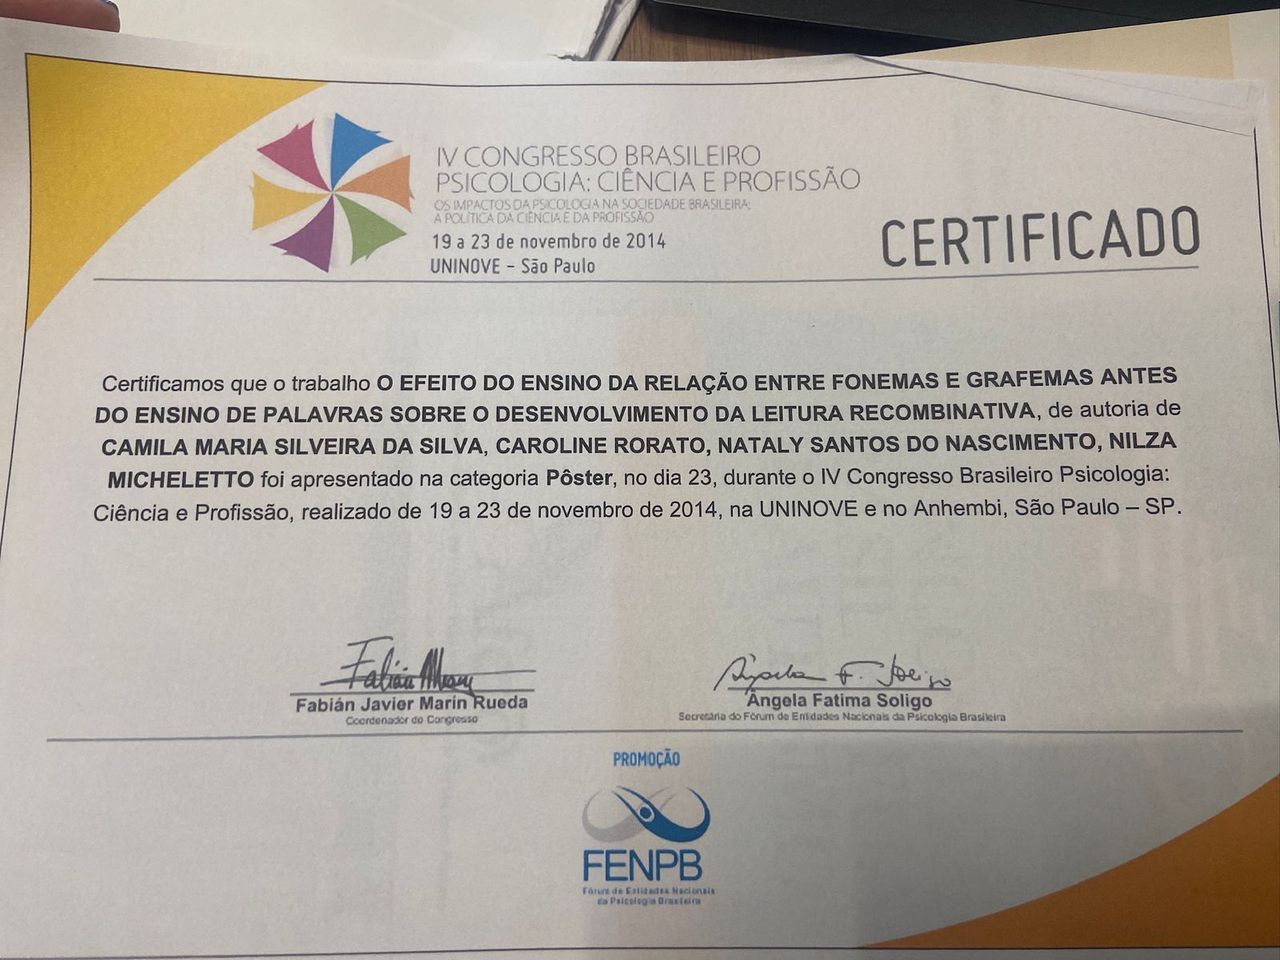 IV CONGRESSO BRASILEIRO
PSICOLOGIA: CIÊNCIA E PROFISSÃO
OS IMPACTOS DA PSICOLOGIA NA SOCIEDADE BRASILEIRA:
A POLÍTICA DA CIÊNCIA E DA PROFISSÃO
19 a 23 de novembro de 2014
UNINOVE – São Paulo
CERTIFICADO
Certificamos que o trabalho O EFEITO DO ENSINO DA RELAÇÃO ENTRE FONEMAS E GRAFEMAS ANTES
DO ENSINO DE PALAVRAS SOBRE O DESENVOLVIMENTO DA LEITURA RECOMBINATIVA, de autoria de
CAMILA MARIA SILVEIRA DA SILVA, CAROLINE RORATO, NATALY SANTOS DO NASCIMENTO, NILZA
MICHELETTO foi apresentado na categoria Pôster, no dia 23, durante o IV Congresso Brasileiro Psicologia:
Ciência e Profissão, realizado de 19 a 23 de novembro de 2014, na UNINOVE e no Anhembi, São Paulo – SP.
Fabián Javier Marín Rueda
Coordenador do Congresso
Ângela Fatima Soligo
Secretária do Fórum de Entidades Nacionais da Psicologia Brasileira
PROMOÇÃO
FENPB
Fórum de Entidades Nacionais
da Psicologia Brasileira